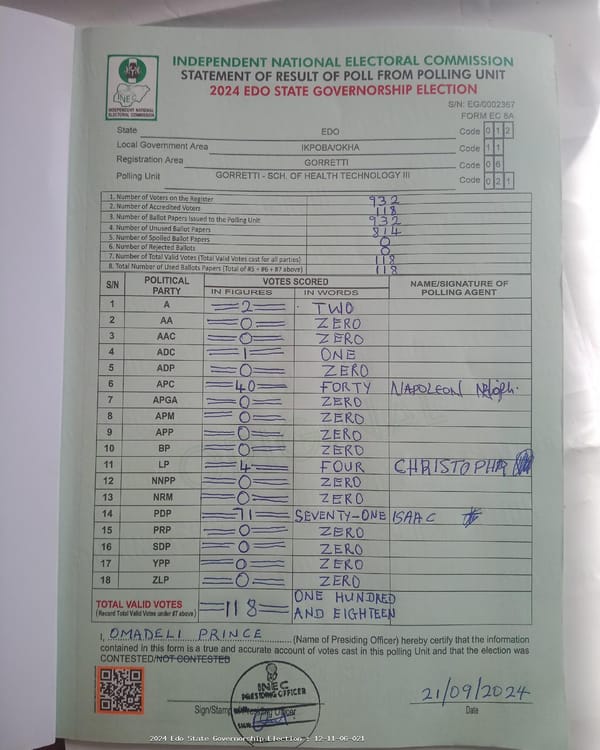 INDEPENDENT NATIONAL ELECTORAL COMMISSION
STATEMENT OF RESULT OF POLL FROM POLLING UNIT
2024 EDO STATE GOVERNORSHIP ELECTION
INEC
INDEPENDENT NATIONAL
ELECTORAL COMMISSION
S/N: EG/0002367
FORM EC 8A
State EDO Code 0 1 2
Local Government Area IKPOBA/OKHA Code 1 1
Registration Area GORRETTI Code 0 6
Polling Unit GORRETTI - SCH. OF HEALTH TECHNOLOGY III Code 0 2 1
1. Number of Voters on the Register 932
2. Number of Accredited Voters 118
3. Number of Ballot Papers Issued to the Polling Unit 932
4. Number of Unused Ballot Papers 814
5. Number of Spoiled Ballot Papers 0
6. Number of Rejected Ballots 0
7. Number of Total Valid Votes (Total Valid Votes cast for all parties) 118
8. Total Number of Used Ballots Papers (Total of #5 + #6 + #7 above) 118
S/N POLITICAL PARTY VOTES SCORED NAME/SIGNATURE OF POLLING AGENT
IN FIGURES IN WORDS
1 A =2= TWO
2 AA =0= ZERO
3 AAC =0= ZERO
4 ADC =1= ONE
5 ADP =0= ZERO
6 APC =40= FORTY NAPOLEON
7 APGA =0= ZERO
8 APM =0= ZERO
9 APP =0= ZERO
10 BP =0= ZERO
11 LP =4= FOUR CHRISTOPHER
12 NNPP =0= ZERO
13 NRM =0= ZERO
14 PDP =71= SEVENTY-ONE ISAAC
15 PRP =0= ZERO
16 SDP =0= ZERO
17 YPP =0= ZERO
18 ZLP =0= ZERO
TOTAL VALID VOTES =118= ONE HUNDRED
(Record Total Valid Votes under #7 above) AND EIGHTEEN
I, OMADELI PRINCE (Name of Presiding Officer) hereby certify that the information
contained in this form is a true and accurate account of votes cast in this polling Unit and that the election was
CONTESTED/NOT CONTESTED
INEC
PRESIDING OFFICER
SIGN
Sign/Stamp of Presiding Officer
21/09/2024
Date
2024 Edo State Governorship Election : 12-11-06-021